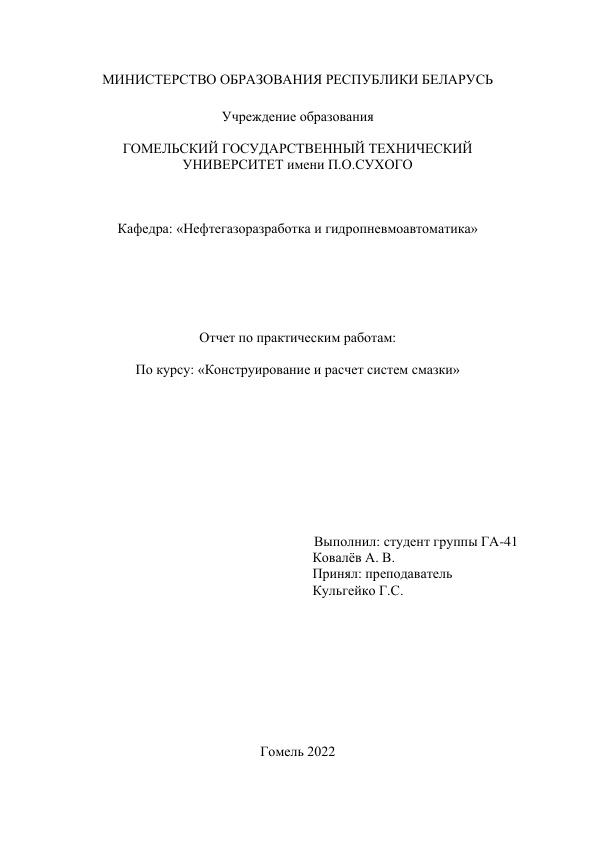 МИНИСТЕРСТВО ОБРАЗОВАНИЯ РЕСПУБЛИКИ БЕЛАРУСЬ
Учреждение образования
ГОМЕЛЬСКИЙ ГОСУДАРСТВЕННЫЙ ТЕХНИЧЕСКИЙ
УНИВЕРСИТЕТ имени П.О.СУХОГО
Кафедра: «Нефтегазоразработка и гидропневмоавтоматика»
Отчет по практическим работам:
По курсу: «Конструирование и расчет систем смазки»
Выполнил: студент группы ГА-41
Ковалёв А. В.
Принял: преподаватель
Кульгейко Г.С.
Гомель 2022